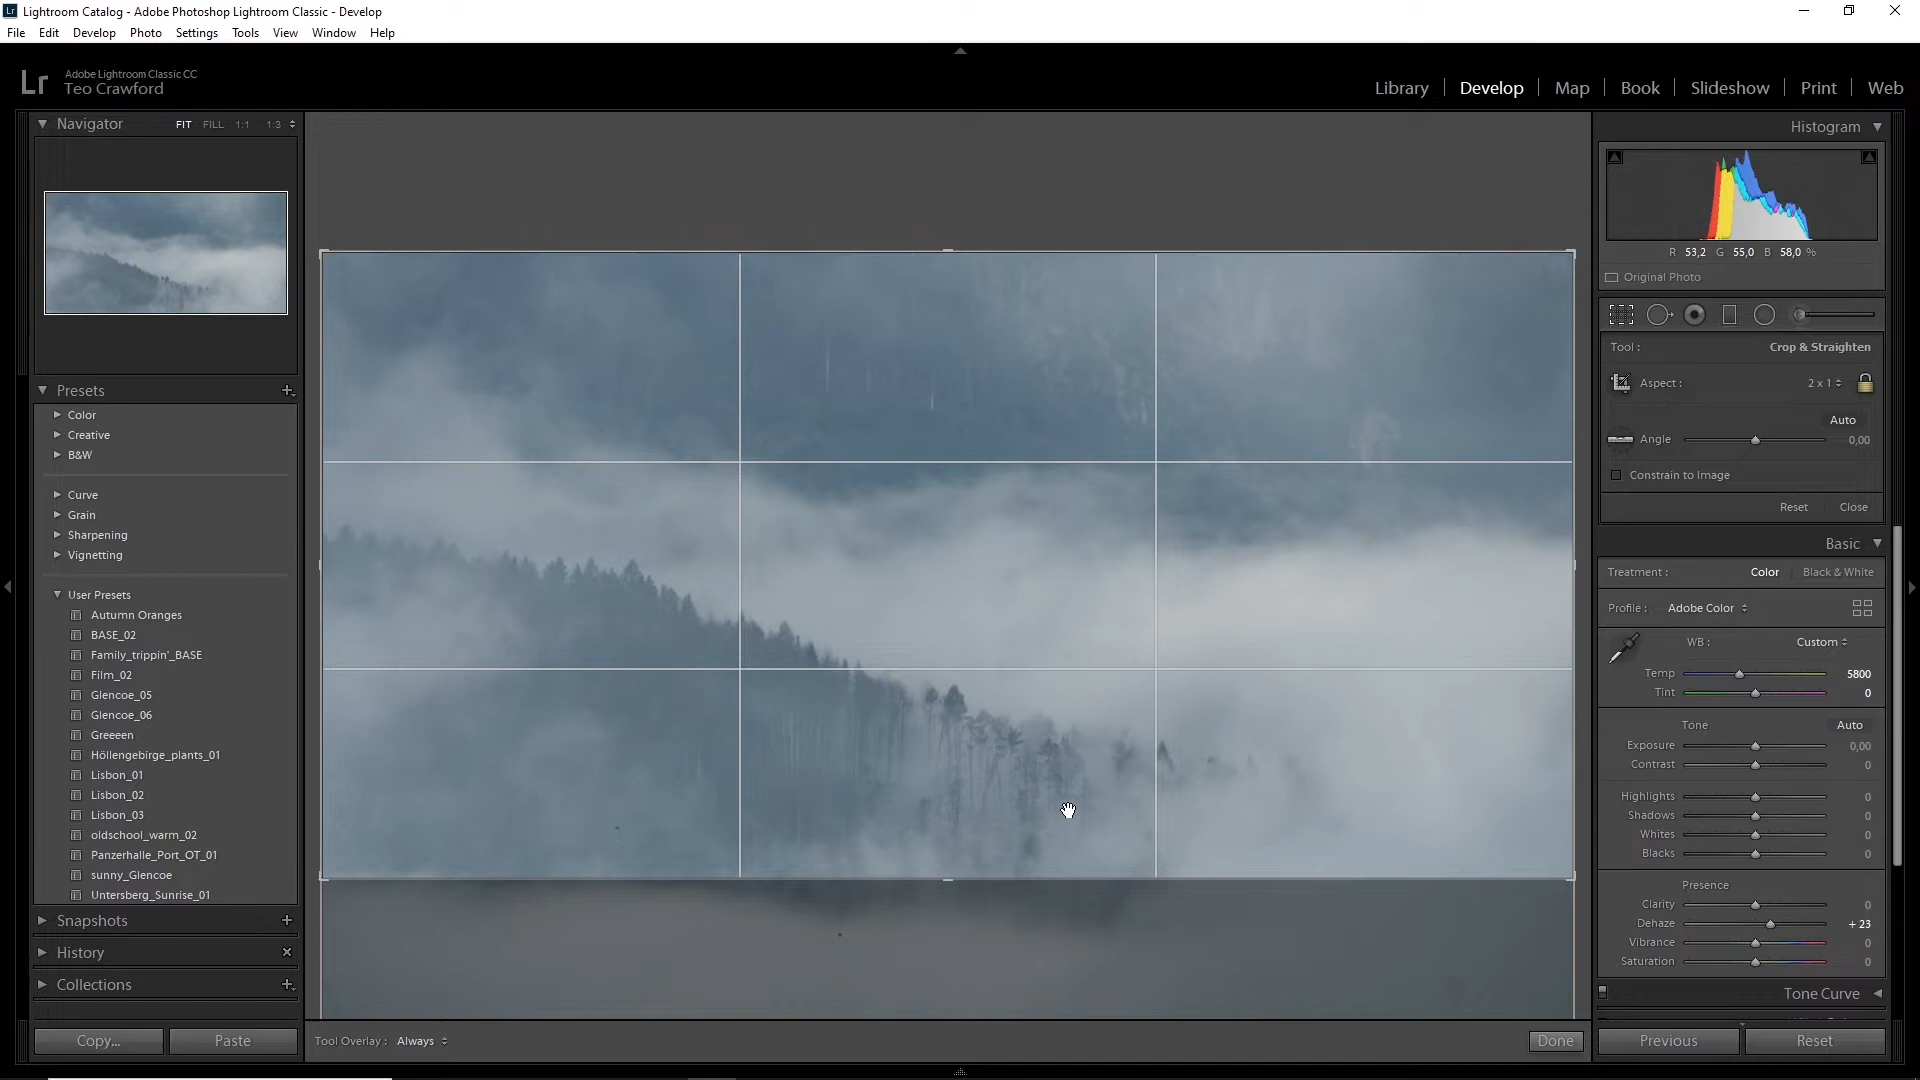 Lightroom Catalog - Adobe Photoshop Lightroom Classic - Develop
File Edit Develop Photo Settings Tools View Window Help
Lr
Adobe Lightroom Classic CC
Teo Crawford
Library Develop Map Book Slideshow Print Web
Navigator FIT FILL 1:1 1:3
Presets
Color
Creative
B&W
Curve
Grain
Sharpening
Vignetting
User Presets
Autumn Oranges
BASE_02
Family_trippin'_BASE
Film_02
Glencoe_05
Glencoe_06
Greeeen
Höllengebirge_plants_01
Lisbon_01
Lisbon_02
Lisbon_03
oldschool_warm_02
Panzerhalle_Port_OT_01
sunny_Glencoe
Untersberg_Sunrise_01
Snapshots
History
Collections
Copy... Paste
Tool Overlay : Always
Done
Histogram
R 53,2 G 55,0 B 58,0 %
Original Photo
Tool : Crop & Straighten
Aspect : 2 x 1
Auto
Angle 0,00
Constrain to Image
Reset Close
Basic
Treatment : Color Black & White
Profile : Adobe Color
WB : Custom
Temp 5800
Tint 0
Tone Auto
Exposure 0,00
Contrast 0
Highlights 0
Shadows 0
Whites 0
Blacks 0
Presence
Clarity 0
Dehaze + 23
Vibrance 0
Saturation 0
Tone Curve
Previous Reset